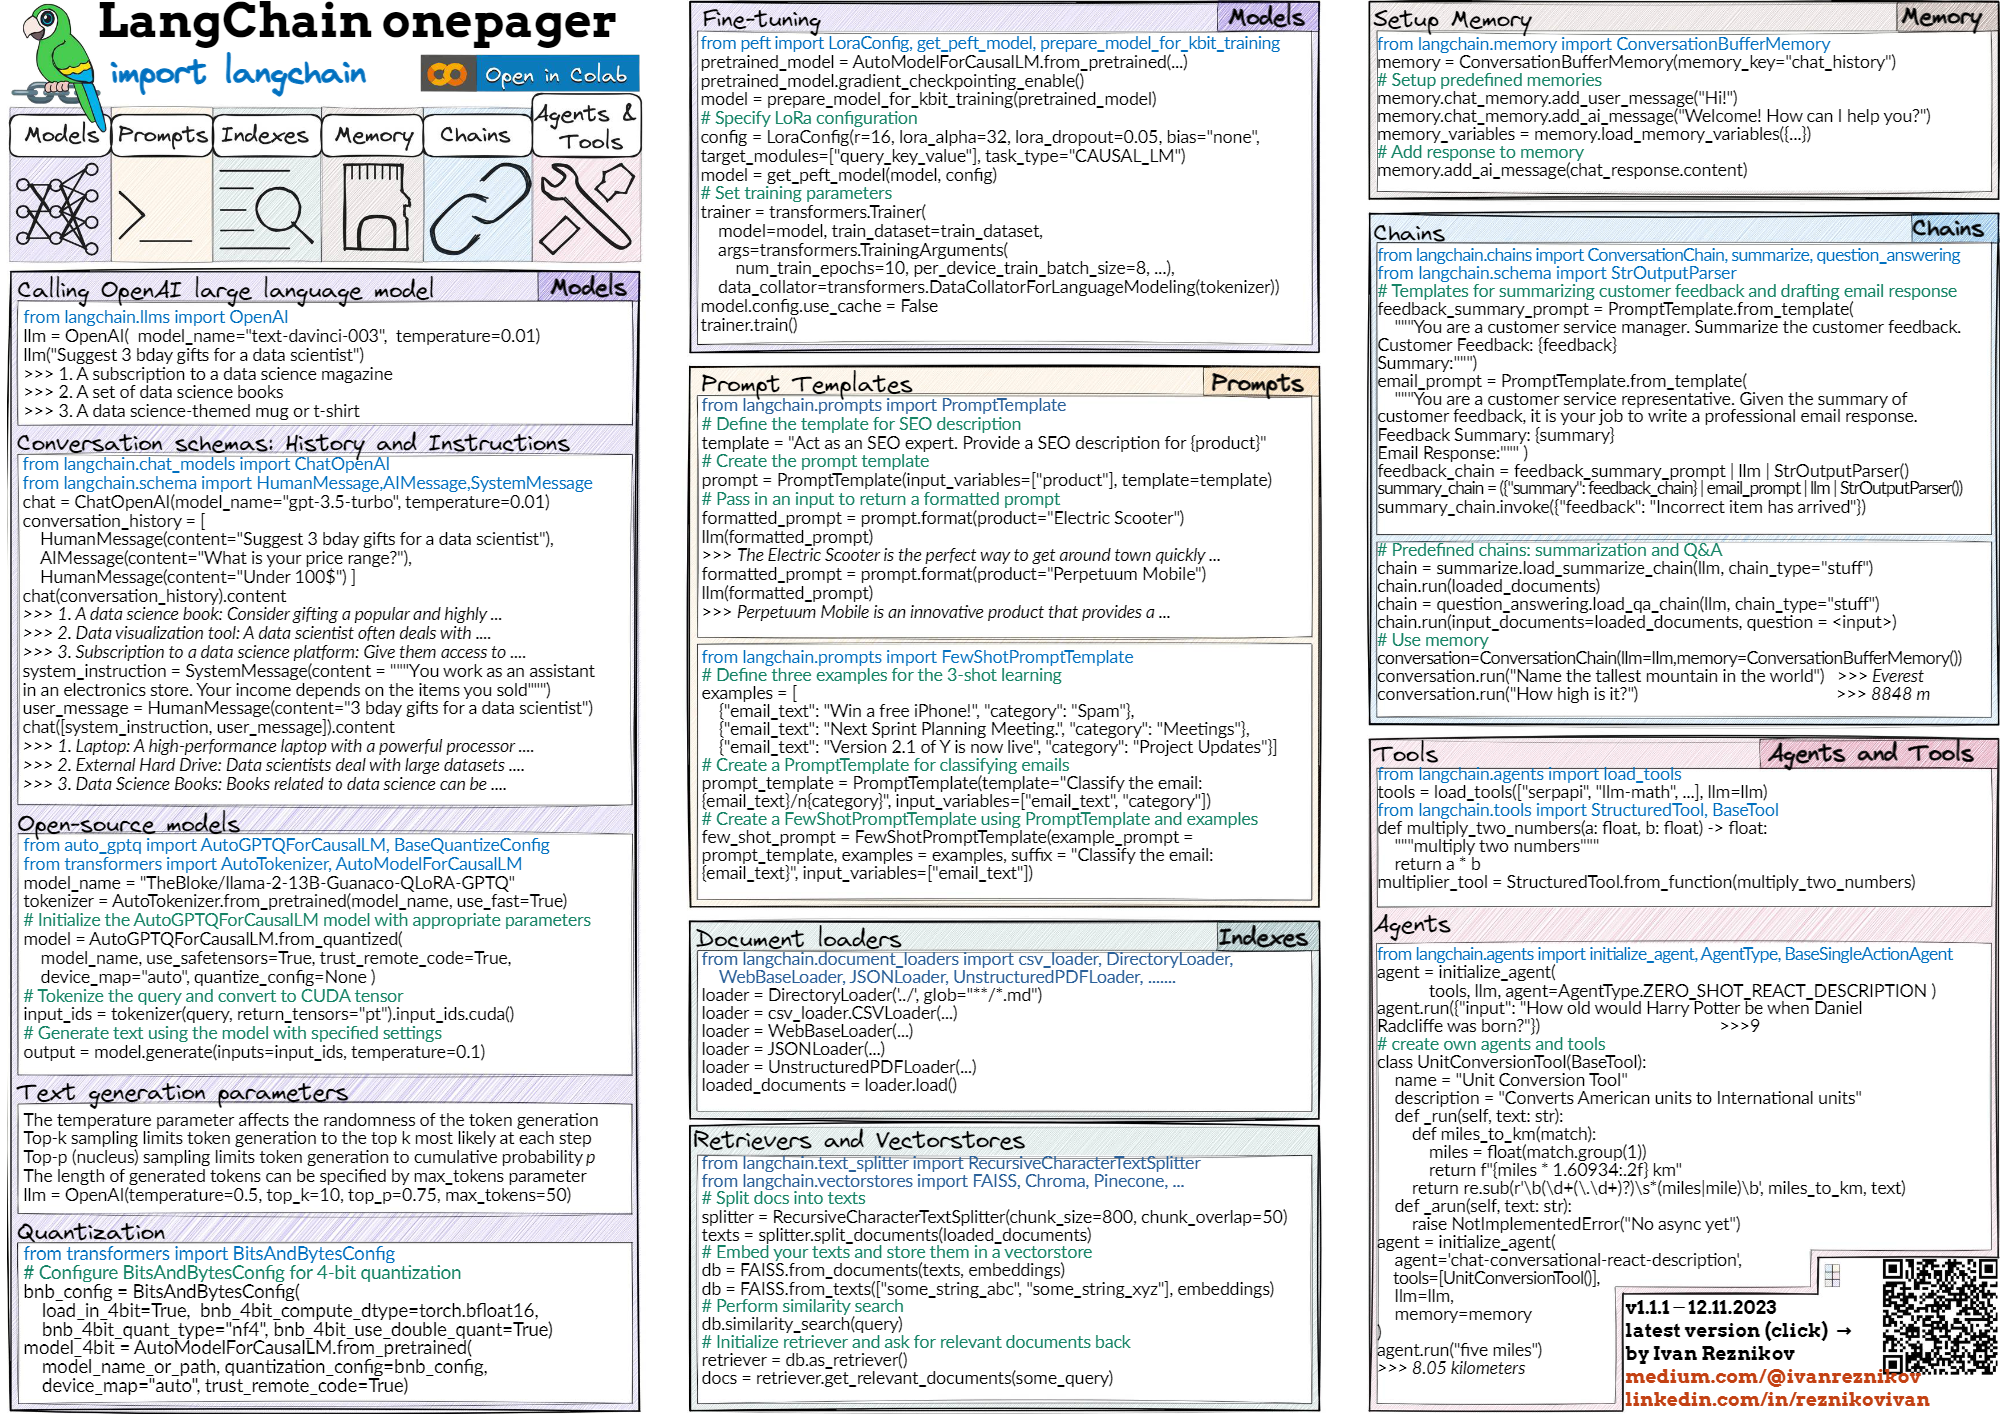 LangChain onepager
import langchain
Open in Colab
Models
Prompts
Indexes
Memory
Chains
Agents &
Tools
Calling OpenAI large language model
Models
from langchain.llms import OpenAI
llm = OpenAI(  model_name="text-davinci-003",  temperature=0.01)
llm("Suggest 3 bday gifts for a data scientist")
>>> 1. A subscription to a data science magazine
>>> 2. A set of data science books
>>> 3. A data science-themed mug or t-shirt
Conversation schemas: History and Instructions
from langchain.chat_models import ChatOpenAI
from langchain.schema import HumanMessage,AIMessage,SystemMessage
chat = ChatOpenAI(model_name="gpt-3.5-turbo", temperature=0.01)
conversation_history = [
HumanMessage(content="Suggest 3 bday gifts for a data scientist"),
AIMessage(content="What is your price range?"),
HumanMessage(content="Under 100$") ]
chat(conversation_history).content
>>> 1. A data science book: Consider gifting a popular and highly ...
>>> 2. Data visualization tool: A data scientist often deals with ....
>>> 3. Subscription to a data science platform: Give them access to ....
system_instruction = SystemMessage(content = """You work as an assistant
in an electronics store. Your income depends on the items you sold""")
user_message = HumanMessage(content="3 bday gifts for a data scientist")
chat([system_instruction, user_message]).content
>>> 1. Laptop: A high-performance laptop with a powerful processor ....
>>> 2. External Hard Drive: Data scientists deal with large datasets ....
>>> 3. Data Science Books: Books related to data science can be ....
Open-source models
from auto_gptq import AutoGPTQForCausalLM, BaseQuantizeConfig
from transformers import AutoTokenizer, AutoModelForCausalLM
model_name = "TheBloke/llama-2-13B-Guanaco-QLoRA-GPTQ"
tokenizer = AutoTokenizer.from_pretrained(model_name, use_fast=True)
# Initialize the AutoGPTQForCausalLM model with appropriate parameters
model = AutoGPTQForCausalLM.from_quantized(
model_name, use_safetensors=True, trust_remote_code=True,
device_map="auto", quantize_config=None )
# Tokenize the query and convert to CUDA tensor
input_ids = tokenizer(query, return_tensors="pt").input_ids.cuda()
# Generate text using the model with specified settings
output = model.generate(inputs=input_ids, temperature=0.1)
Text generation parameters
The temperature parameter affects the randomness of the token generation
Top-k sampling limits token generation to the top k most likely at each step
Top-p (nucleus) sampling limits token generation to cumulative probability p
The length of generated tokens can be specified by max_tokens parameter
llm = OpenAI(temperature=0.5, top_k=10, top_p=0.75, max_tokens=50)
Quantization
from transformers import BitsAndBytesConfig
# Configure BitsAndBytesConfig for 4-bit quantization
bnb_config = BitsAndBytesConfig(
load_in_4bit=True,  bnb_4bit_compute_dtype=torch.bfloat16,
bnb_4bit_quant_type="nf4", bnb_4bit_use_double_quant=True)
model_4bit = AutoModelForCausalLM.from_pretrained(
model_name_or_path, quantization_config=bnb_config,
device_map="auto", trust_remote_code=True)
Fine-tuning
Models
from peft import LoraConfig, get_peft_model, prepare_model_for_kbit_training
pretrained_model = AutoModelForCausalLM.from_pretrained(...)
pretrained_model.gradient_checkpointing_enable()
model = prepare_model_for_kbit_training(pretrained_model)
# Specify LoRa configuration
config = LoraConfig(r=16, lora_alpha=32, lora_dropout=0.05, bias="none",
target_modules=["query_key_value"], task_type="CAUSAL_LM")
model = get_peft_model(model, config)
# Set training parameters
trainer = transformers.Trainer(
model=model, train_dataset=train_dataset,
args=transformers.TrainingArguments(
num_train_epochs=10, per_device_train_batch_size=8, ...),
data_collator=transformers.DataCollatorForLanguageModeling(tokenizer))
model.config.use_cache = False
trainer.train()
Prompt Templates
Prompts
from langchain.prompts import PromptTemplate
# Define the template for SEO description
template = "Act as an SEO expert. Provide a SEO description for {product}"
# Create the prompt template
prompt = PromptTemplate(input_variables=["product"], template=template)
# Pass in an input to return a formatted prompt
formatted_prompt = prompt.format(product="Electric Scooter")
llm(formatted_prompt)
>>> The Electric Scooter is the perfect way to get around town quickly ...
formatted_prompt = prompt.format(product="Perpetuum Mobile")
llm(formatted_prompt)
>>> Perpetuum Mobile is an innovative product that provides a ...
from langchain.prompts import FewShotPromptTemplate
# Define three examples for the 3-shot learning
examples = [
{"email_text": "Win a free iPhone!", "category": "Spam"},
{"email_text": "Next Sprint Planning Meeting.", "category": "Meetings"},
{"email_text": "Version 2.1 of Y is now live", "category": "Project Updates"}]
# Create a PromptTemplate for classifying emails
prompt_template = PromptTemplate(template="Classify the email:
{email_text}/n{category}", input_variables=["email_text", "category"])
# Create a FewShotPromptTemplate using PromptTemplate and examples
few_shot_prompt = FewShotPromptTemplate(example_prompt =
prompt_template, examples = examples, suffix = "Classify the email:
{email_text}", input_variables=["email_text"])
Document loaders
Indexes
from langchain.document_loaders import csv_loader, DirectoryLoader,
WebBaseLoader, JSONLoader, UnstructuredPDFLoader, .......
loader = DirectoryLoader('../', glob="**/*.md")
loader = csv_loader.CSVLoader(...)
loader = WebBaseLoader(...)
loader = JSONLoader(...)
loader = UnstructuredPDFLoader(...)
loaded_documents = loader.load()
Retrievers and Vectorstores
from langchain.text_splitter import RecursiveCharacterTextSplitter
from langchain.vectorstores import FAISS, Chroma, Pinecone, ...
# Split docs into texts
splitter = RecursiveCharacterTextSplitter(chunk_size=800, chunk_overlap=50)
texts = splitter.split_documents(loaded_documents)
# Embed your texts and store them in a vectorstore
db = FAISS.from_documents(texts, embeddings)
db = FAISS.from_texts(["some_string_abc", "some_string_xyz"], embeddings)
# Perform similarity search
db.similarity_search(query)
# Initialize retriever and ask for relevant documents back
retriever = db.as_retriever()
docs = retriever.get_relevant_documents(some_query)
Setup Memory
Memory
from langchain.memory import ConversationBufferMemory
memory = ConversationBufferMemory(memory_key="chat_history")
# Setup predefined memories
memory.chat_memory.add_user_message("Hi!")
memory.chat_memory.add_ai_message("Welcome! How can I help you?")
memory_variables = memory.load_memory_variables({...})
# Add response to memory
memory.add_ai_message(chat_response.content)
Chains
Chains
from langchain.chains import ConversationChain, summarize, question_answering
from langchain.schema import StrOutputParser
# Templates for summarizing customer feedback and drafting email response
feedback_summary_prompt = PromptTemplate.from_template(
"""You are a customer service manager. Summarize the customer feedback.
Customer Feedback: {feedback}
Summary:""")
email_prompt = PromptTemplate.from_template(
"""You are a customer service representative. Given the summary of
customer feedback, it is your job to write a professional email response.
Feedback Summary: {summary}
Email Response:""" )
feedback_chain = feedback_summary_prompt | llm | StrOutputParser()
summary_chain = ({"summary": feedback_chain} | email_prompt | llm | StrOutputParser())
summary_chain.invoke({"feedback": "Incorrect item has arrived"})
# Predefined chains: summarization and Q&A
chain = summarize.load_summarize_chain(llm, chain_type="stuff")
chain.run(loaded_documents)
chain = question_answering.load_qa_chain(llm, chain_type="stuff")
chain.run(input_documents=loaded_documents, question = <input>)
# Use memory
conversation=ConversationChain(llm=llm,memory=ConversationBufferMemory())
conversation.run("Name the tallest mountain in the world")   >>> Everest
conversation.run("How high is it?")   >>> 8848 m
Tools
Agents and Tools
from langchain.agents import load_tools
tools = load_tools(["serpapi", "llm-math", ...], llm=llm)
from langchain.tools import StructuredTool, BaseTool
def multiply_two_numbers(a: float, b: float) -> float:
"""multiply two numbers"""
return a * b
multiplier_tool = StructuredTool.from_function(multiply_two_numbers)
Agents
from langchain.agents import initialize_agent, AgentType, BaseSingleActionAgent
agent = initialize_agent(
tools, llm, agent=AgentType.ZERO_SHOT_REACT_DESCRIPTION )
agent.run({"input": "How old would Harry Potter be when Daniel
Radcliffe was born?"})   >>>9
# create own agents and tools
class UnitConversionTool(BaseTool):
name = "Unit Conversion Tool"
description = "Converts American units to International units"
def _run(self, text: str):
def miles_to_km(match):
miles = float(match.group(1))
return f"{miles * 1.60934:.2f} km"
return re.sub(r'\b(\d+(\.\d+)?)\s*(miles|mile)\b', miles_to_km, text)
def _arun(self, text: str):
raise NotImplementedError("No async yet")
agent = initialize_agent(
agent='chat-conversational-react-description',
tools=[UnitConversionTool()],
llm=llm,
memory=memory
)
agent.run("five miles")
>>> 8.05 kilometers
v1.1.1 – 12.11.2023
latest version (click) →
by Ivan Reznikov
medium.com/@ivanreznikov
linkedin.com/in/reznikovivan